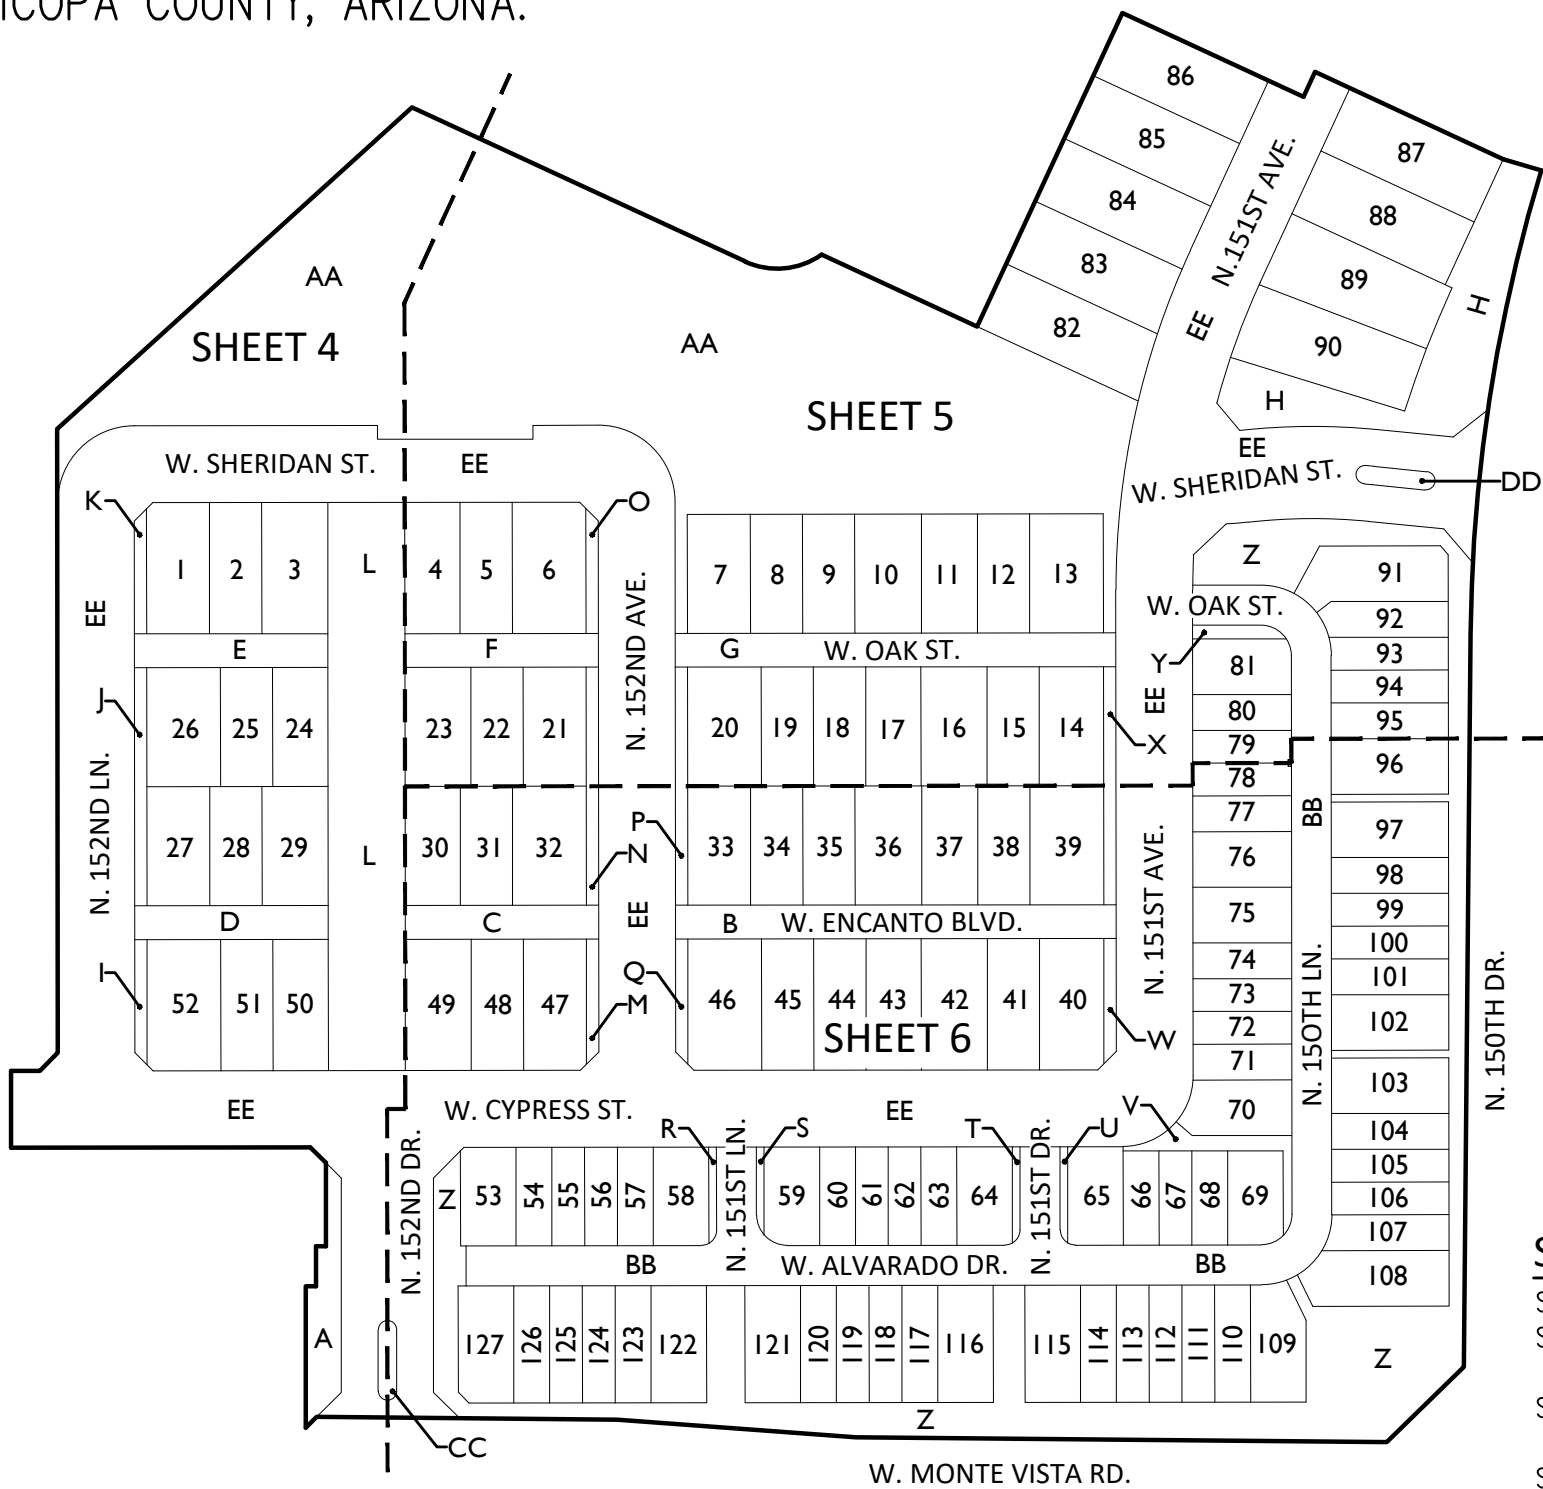 ICOPA COUNTY, ARIZONA.
86
85
84
83
82
N.151ST AVE.
EE
87
88
89
90
H
H
AA
SHEET 4
AA
SHEET 5
W. SHERIDAN ST.
EE
EE
W. SHERIDAN ST.
DD
K
O
1 2 3 L 4 5 6
7 8 9 10 11 12 13
Z
91
EE
N. 152ND AVE.
W. OAK ST.
92
E F G W. OAK ST.
Y
81
93
94
95
J
26 25 24 23 22 21
20 19 18 17 16 15 14
EE
X
80
79
78
96
N. 152ND LN.
27 28 29 L 30 31 32
P
N
33 34 35 36 37 38 39
N. 151ST AVE.
77
76
75
74
73
72
71
70
BB
N. 150TH LN.
97
98
99
100
101
102
103
104
105
106
107
108
N. 150TH DR.
D C EE B W. ENCANTO BLVD.
I
52 51 50 49 48 47
Q
M
46 45 44 43 42 41 40
SHEET 6
W
EE W. CYPRESS ST. EE
R S T U V
N. 152ND DR.
Z
53 54 55 56 57 58
N. 151ST LN.
59 60 61 62 63 64
N. 151ST DR.
65 66 67 68 69
BB W. ALVARADO DR. BB
A
127 126 125 124 123 122
121 120 119 118 117 116
115 114 113 112 111 110 109
Z
Z
CC
W. MONTE VISTA RD.